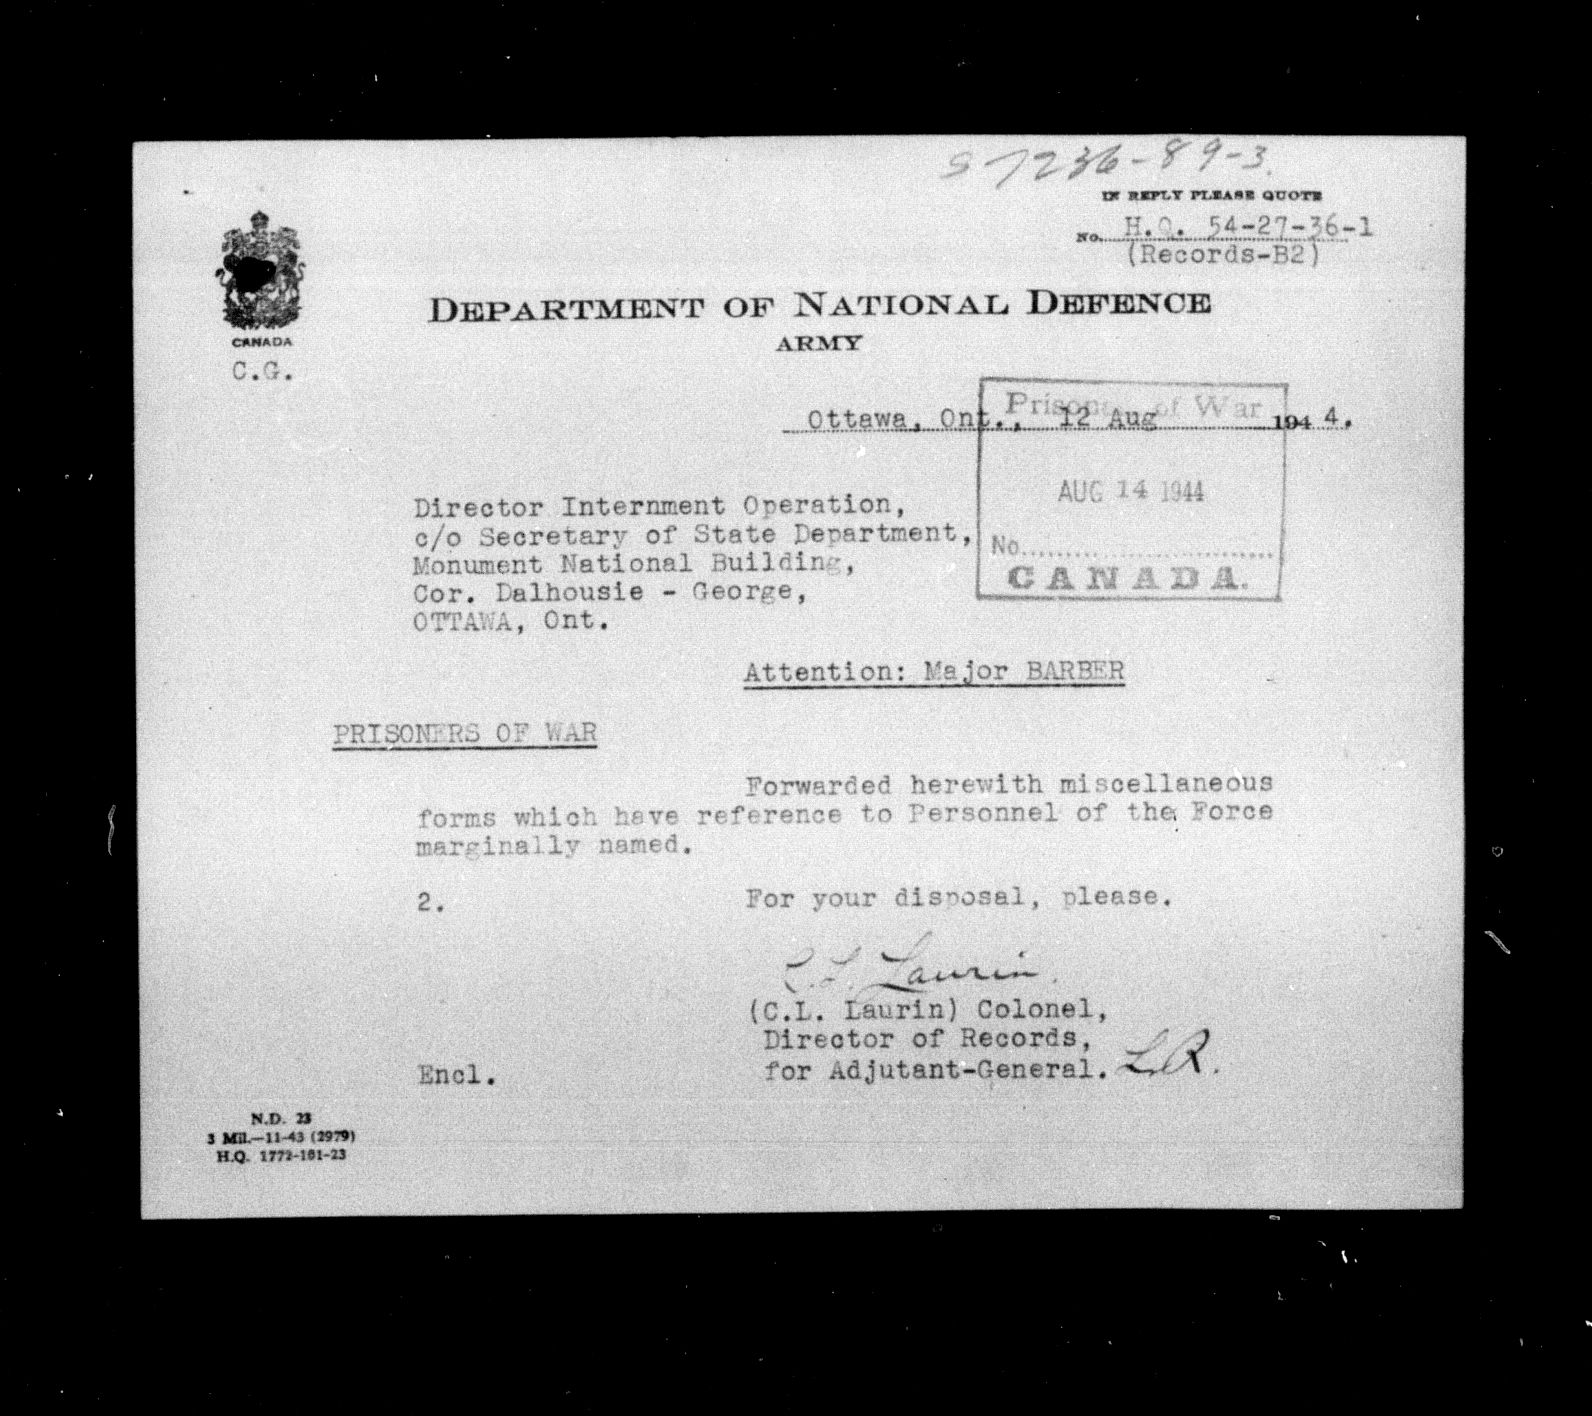 S 7236-89-3.
IN REPLY PLEASE QUOTE
No. H.Q. 54-27-36-1
(Records-B2)
CANADA
C.G.
DEPARTMENT OF NATIONAL DEFENCE
ARMY
Ottawa, Ont., 12 Aug 1944.
Prisoners of War
AUG 14 1944
No.
CANADA.
Director Internment Operation,
c/o Secretary of State Department,
Monument National Building,
Cor. Dalhousie - George,
OTTAWA, Ont.
Attention: Major BARBER
PRISONERS OF WAR
Forwarded herewith miscellaneous
forms which have reference to Personnel of the Force
marginally named.
2. For your disposal, please.
C.L. Laurin.
(C.L. Laurin) Colonel,
Director of Records,
for Adjutant-General. L.R.
Encl.
N.D. 23
3 Mil.—11-43 (2979)
H.Q. 1772-181-23